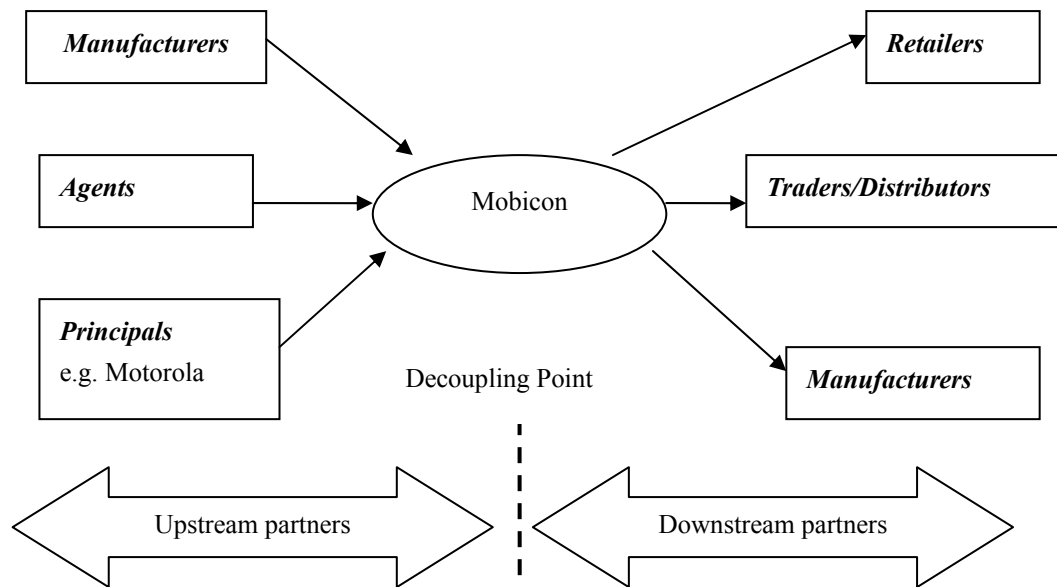 Manufacturers
Retailers
Agents
Mobicon
Traders/Distributors
Principals
e.g. Motorola
Decoupling Point
Manufacturers
Upstream partners
Downstream partners